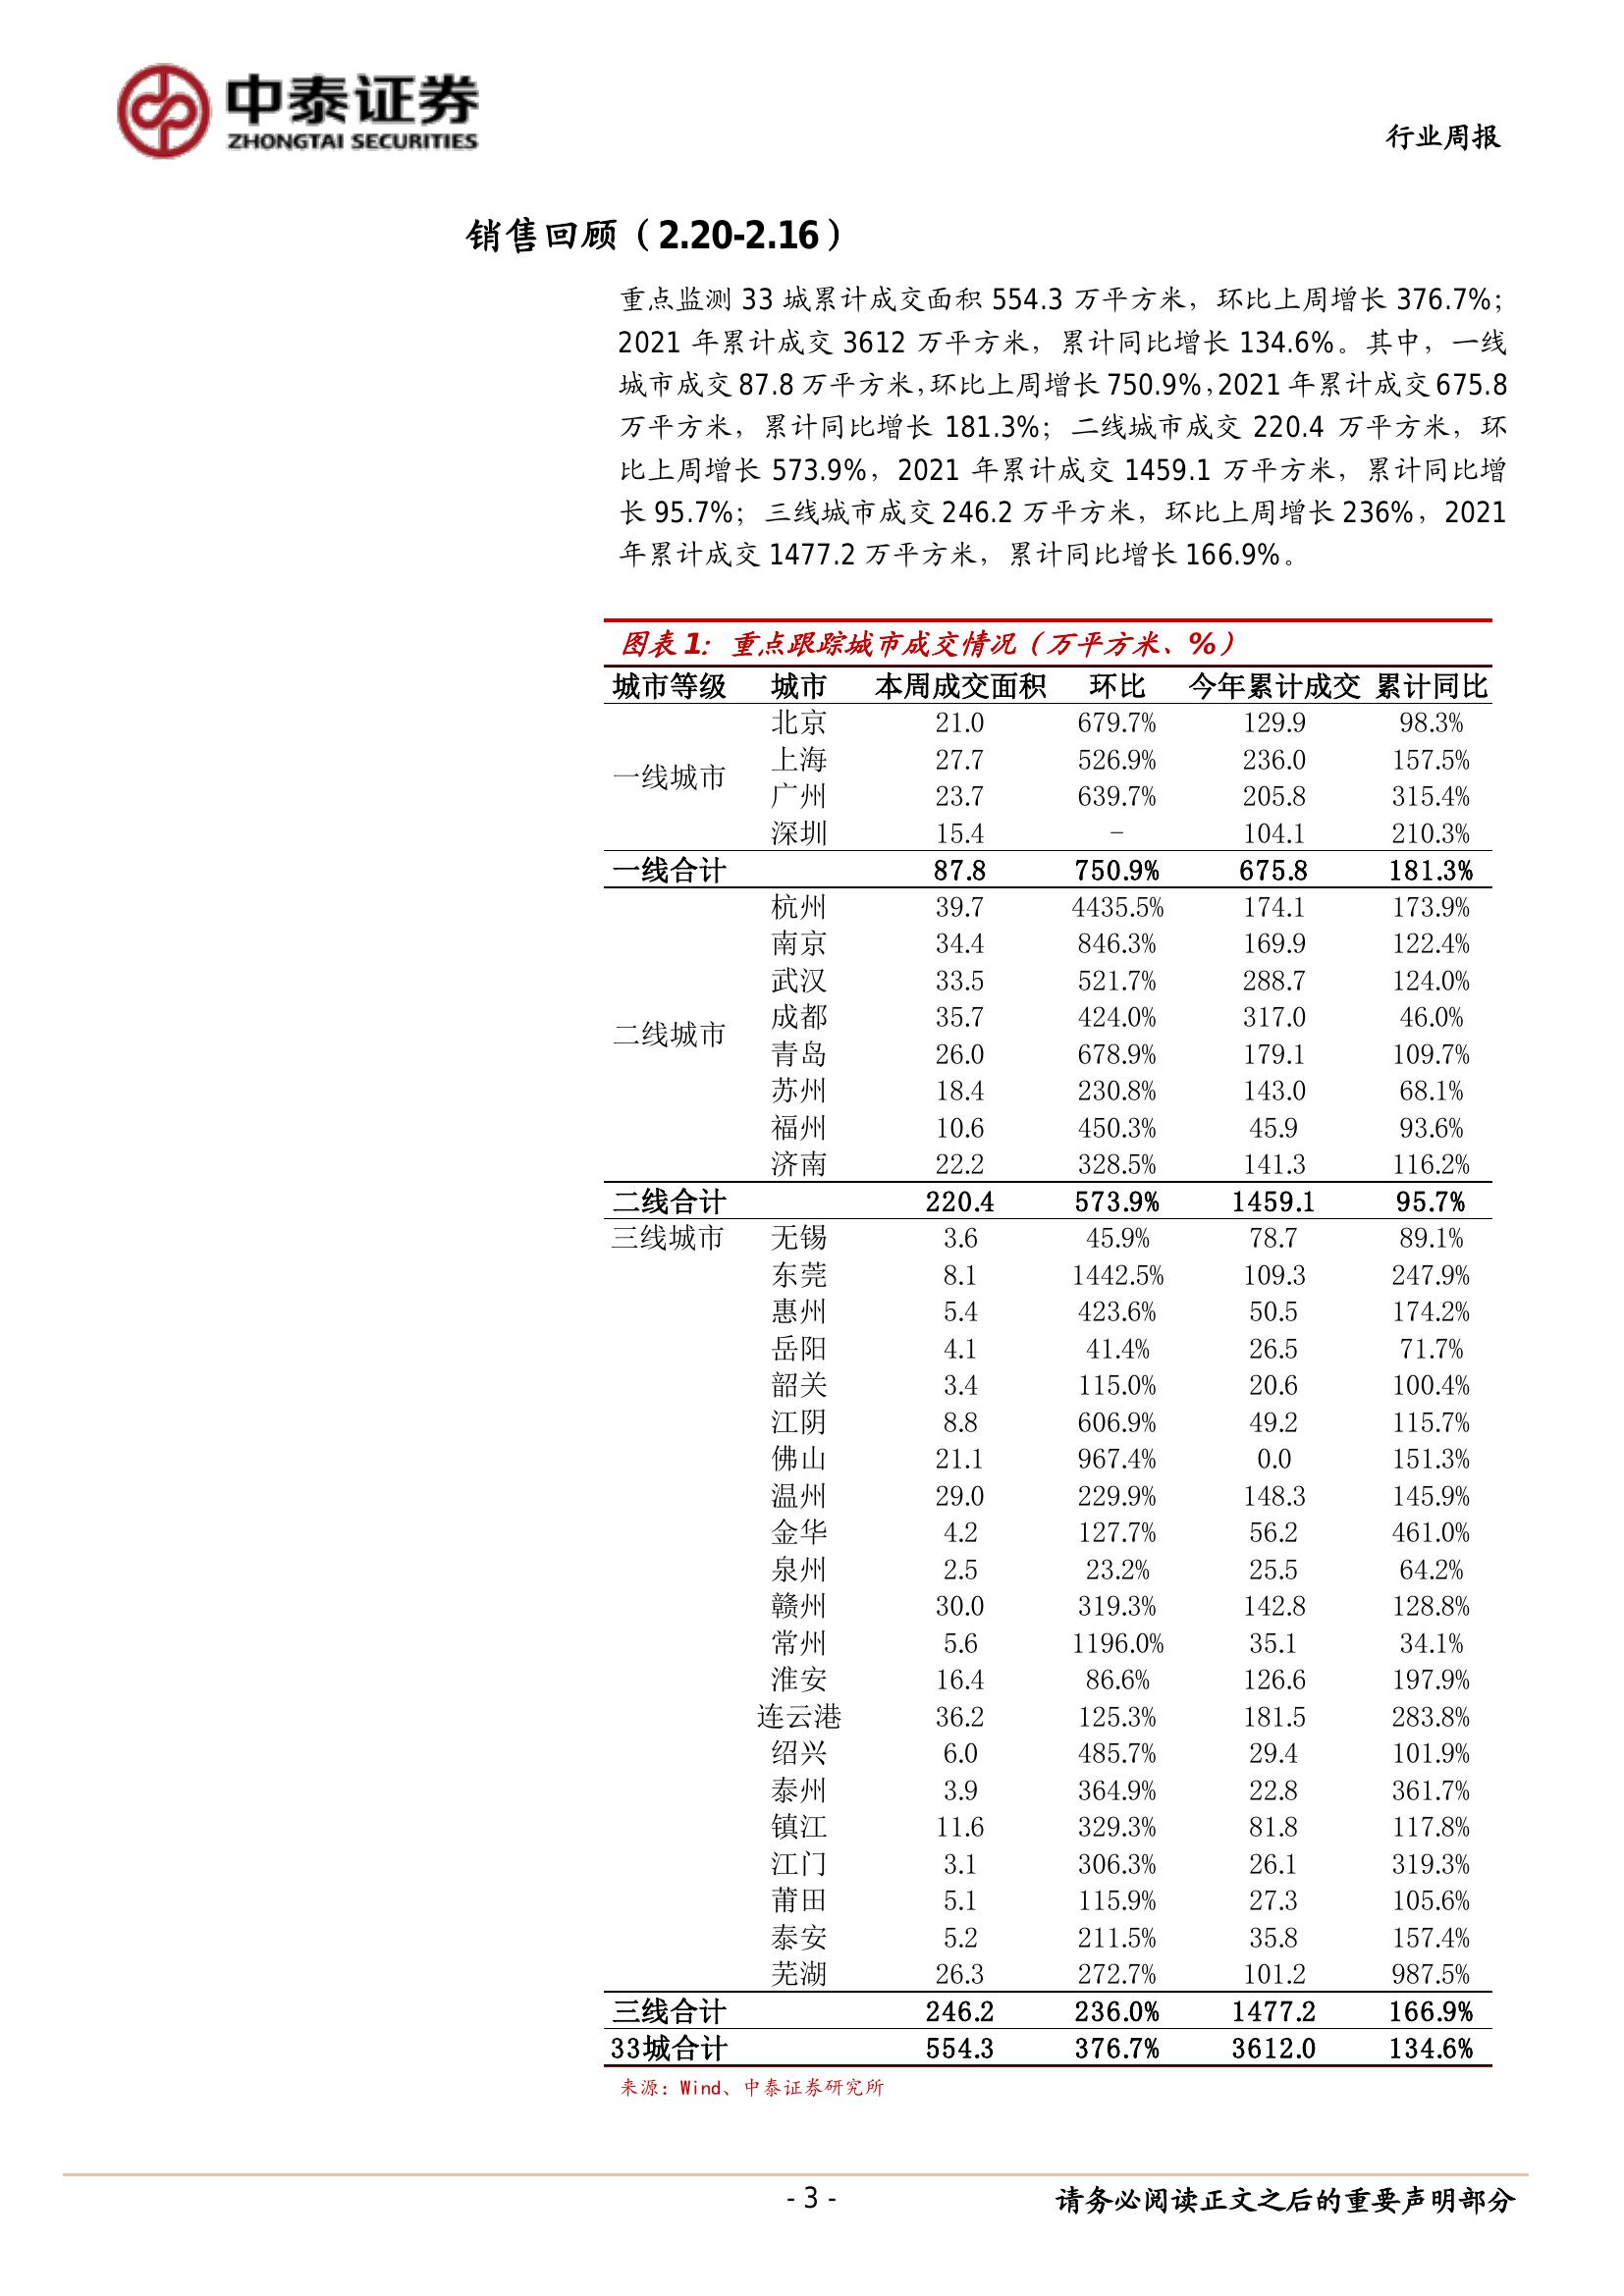 中泰证券
ZHONGTAI SECURITIES
行业周报
销售回顾（2.20-2.16）
重点监测 33 城累计成交面积 554.3 万平方米，环比上周增长 376.7%；
2021 年累计成交 3612 万平方米，累计同比增长 134.6%。其中，一线
城市成交 87.8 万平方米，环比上周增长 750.9%，2021 年累计成交 675.8
万平方米，累计同比增长 181.3%；二线城市成交 220.4 万平方米，环
比上周增长 573.9%，2021 年累计成交 1459.1 万平方米，累计同比增
长 95.7%；三线城市成交 246.2 万平方米，环比上周增长 236%，2021
年累计成交 1477.2 万平方米，累计同比增长 166.9%。
图表 1：重点跟踪城市成交情况（万平方米、%）
城市等级 城市 本周成交面积 环比 今年累计成交 累计同比
北京 21.0 679.7% 129.9 98.3%
上海 27.7 526.9% 236.0 157.5%
一线城市
广州 23.7 639.7% 205.8 315.4%
深圳 15.4 - 104.1 210.3%
一线合计 87.8 750.9% 675.8 181.3%
杭州 39.7 4435.5% 174.1 173.9%
南京 34.4 846.3% 169.9 122.4%
武汉 33.5 521.7% 288.7 124.0%
成都 35.7 424.0% 317.0 46.0%
二线城市
青岛 26.0 678.9% 179.1 109.7%
苏州 18.4 230.8% 143.0 68.1%
福州 10.6 450.3% 45.9 93.6%
济南 22.2 328.5% 141.3 116.2%
二线合计 220.4 573.9% 1459.1 95.7%
三线城市 无锡 3.6 45.9% 78.7 89.1%
东莞 8.1 1442.5% 109.3 247.9%
惠州 5.4 423.6% 50.5 174.2%
岳阳 4.1 41.4% 26.5 71.7%
韶关 3.4 115.0% 20.6 100.4%
江阴 8.8 606.9% 49.2 115.7%
佛山 21.1 967.4% 0.0 151.3%
温州 29.0 229.9% 148.3 145.9%
金华 4.2 127.7% 56.2 461.0%
泉州 2.5 23.2% 25.5 64.2%
赣州 30.0 319.3% 142.8 128.8%
常州 5.6 1196.0% 35.1 34.1%
淮安 16.4 86.6% 126.6 197.9%
连云港 36.2 125.3% 181.5 283.8%
绍兴 6.0 485.7% 29.4 101.9%
泰州 3.9 364.9% 22.8 361.7%
镇江 11.6 329.3% 81.8 117.8%
江门 3.1 306.3% 26.1 319.3%
莆田 5.1 115.9% 27.3 105.6%
泰安 5.2 211.5% 35.8 157.4%
芜湖 26.3 272.7% 101.2 987.5%
三线合计 246.2 236.0% 1477.2 166.9%
33城合计 554.3 376.7% 3612.0 134.6%
来源：Wind、中泰证券研究所
- 3 -
请务必阅读正文之后的重要声明部分